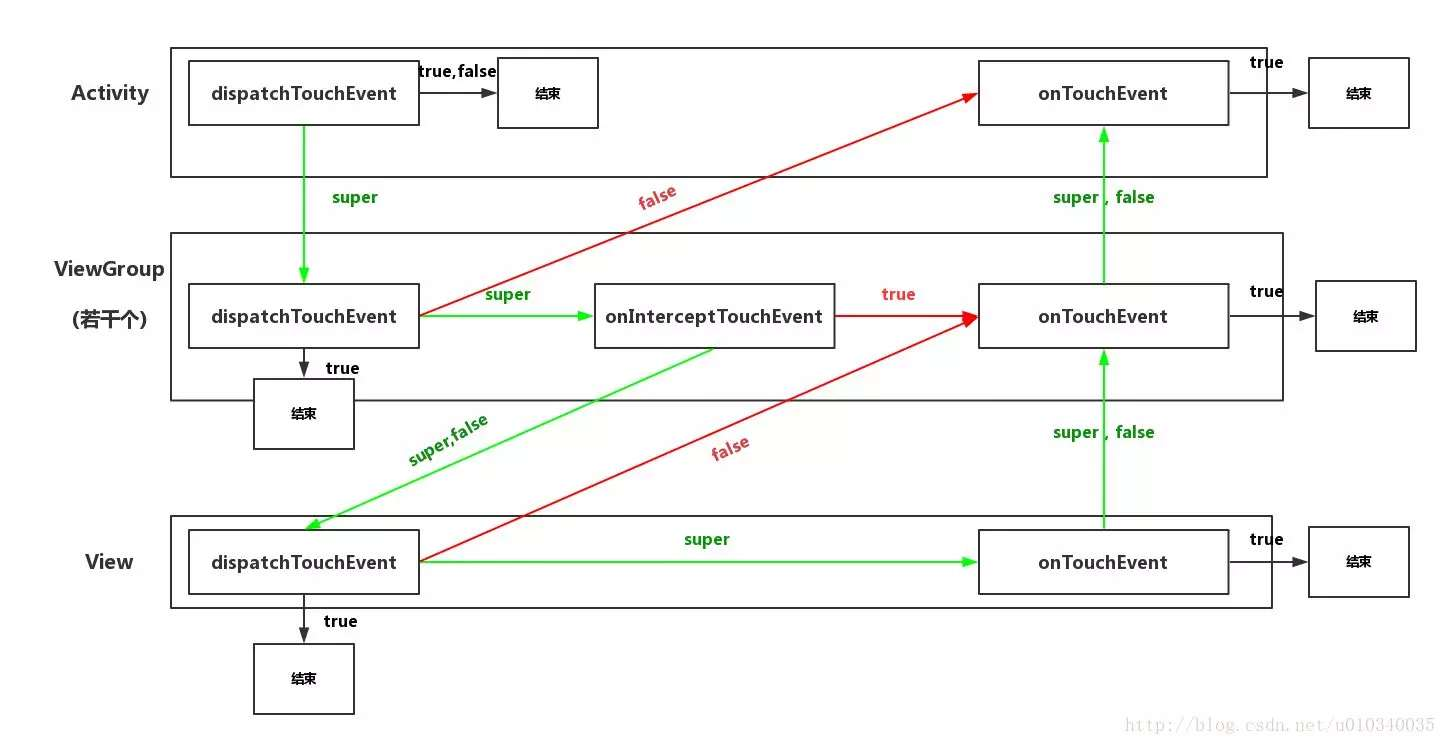 true,false
true
Activity
dispatchTouchEvent
结束
onTouchEvent
结束
super
false
super , false
ViewGroup
(若干个)
super
true
true
dispatchTouchEvent
onInterceptTouchEvent
onTouchEvent
结束
true
结束
super,false
false
super , false
super
true
View
dispatchTouchEvent
onTouchEvent
结束
true
结束
http://blog.csdn.net/u010340035